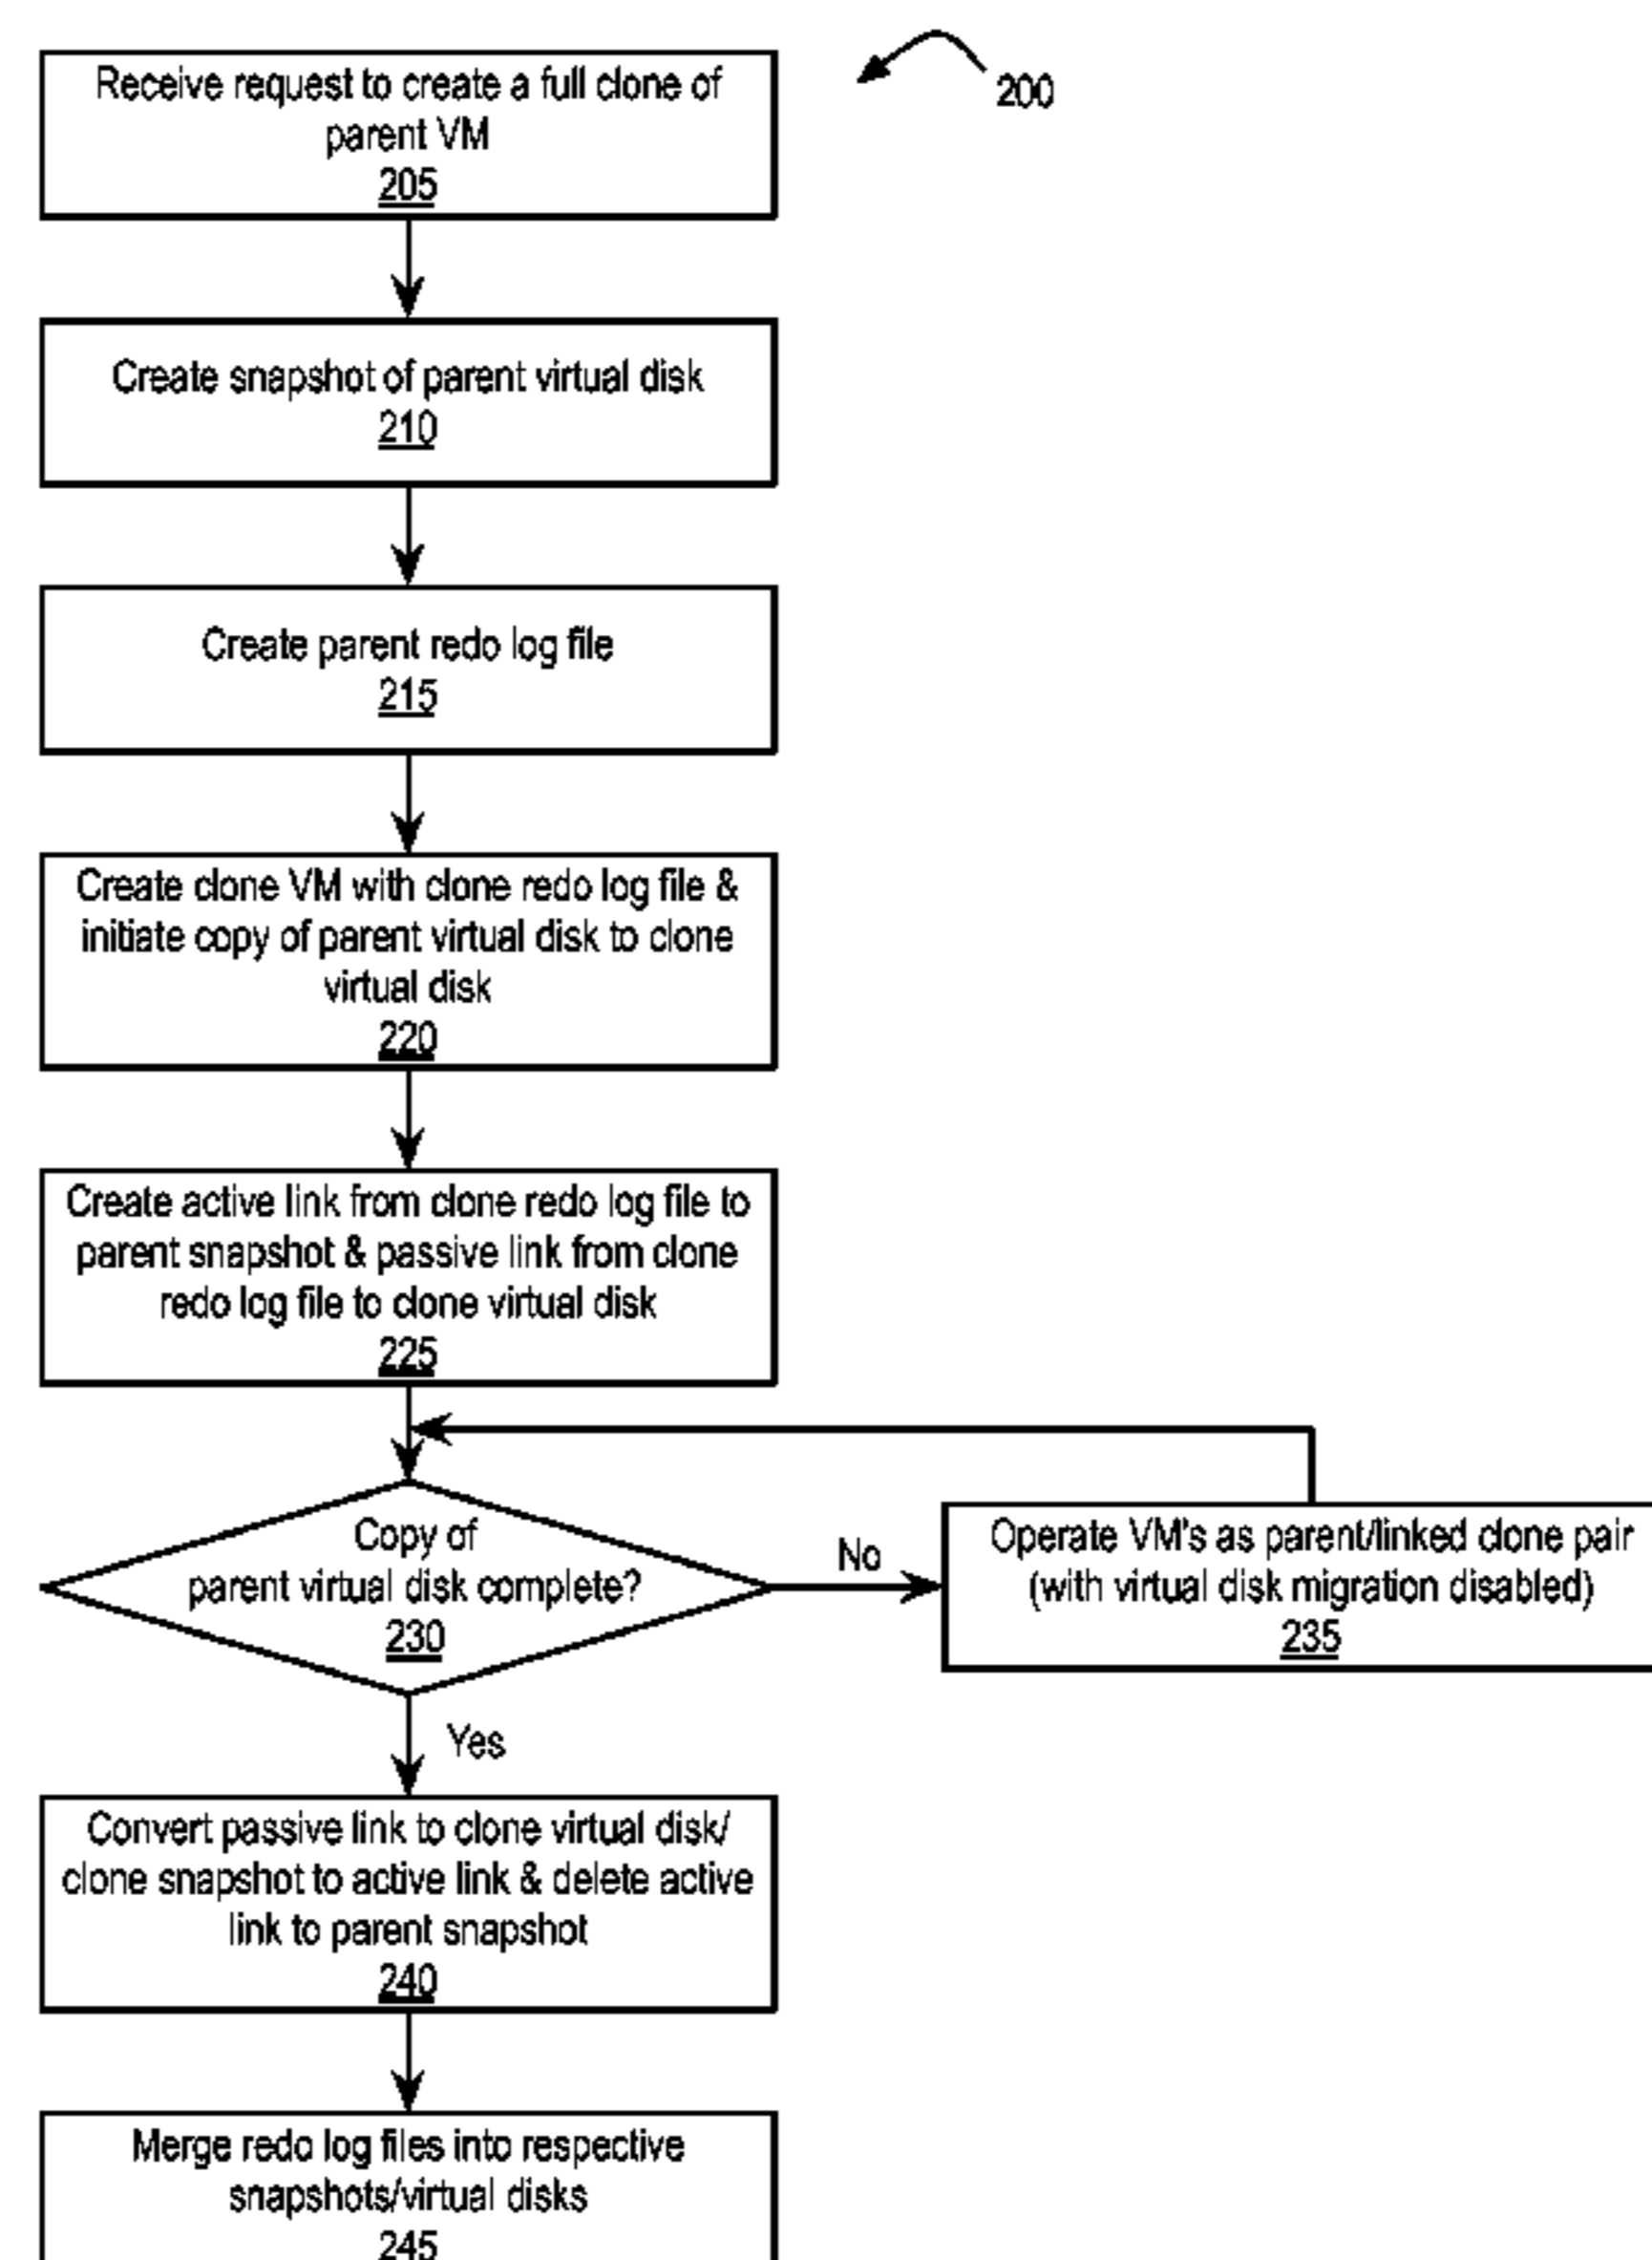 200
Receive request to create a full clone of
parent VM
205
Create snapshot of parent virtual disk
210
Create parent redo log file
215
Create clone VM with clone redo log file &
initiate copy of parent virtual disk to clone
virtual disk
220
Create active link from clone redo log file to
parent snapshot & passive link from clone
redo log file to clone virtual disk
225
Copy of
parent virtual disk complete?
230
No
Operate VM's as parent/linked clone pair
(with virtual disk migration disabled)
235
Yes
Convert passive link to clone virtual disk/
clone snapshot to active link & delete active
link to parent snapshot
240
Merge redo log files into respective
snapshots/virtual disks
245